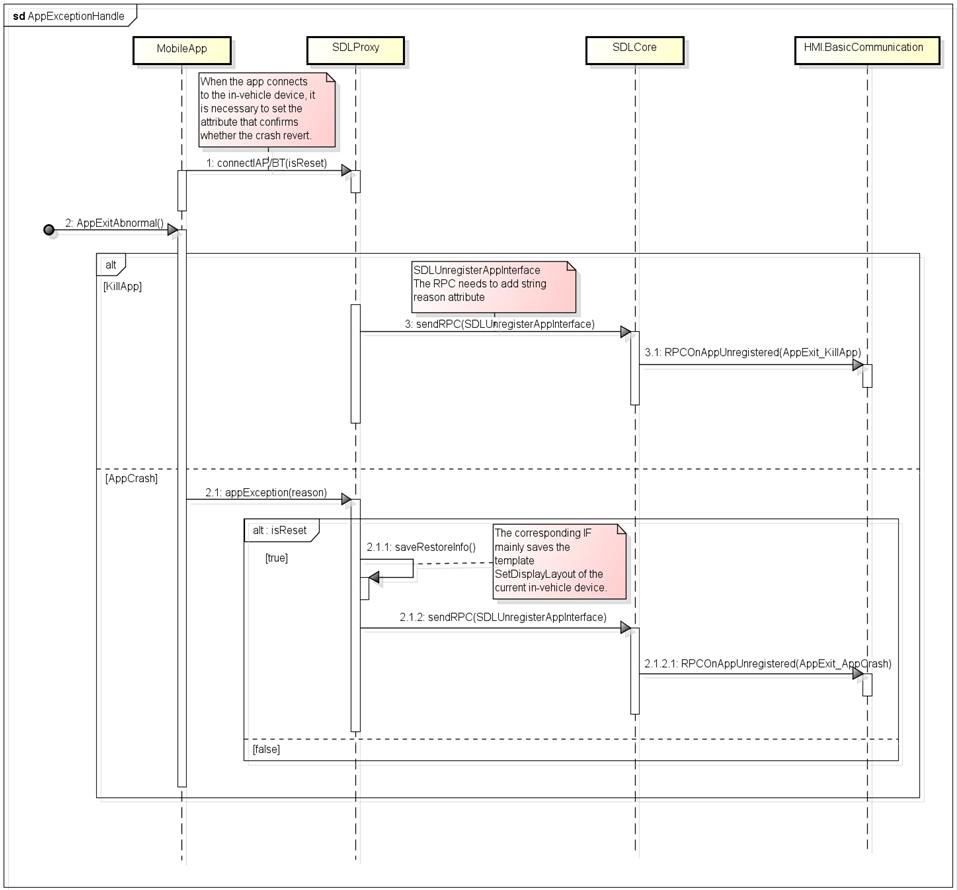 sd AppExceptionHandle
MobileApp
SDLProxy
SDLCore
HMI.BasicCommunication
When the app connects
to the in-vehicle device, it
is necessary to set the
attribute that confirms
whether the crash revert.
1: connectIAP/BT(isReset)
2: AppExitAbnormal()
alt
[KillApp]
SDLUnregisterAppInterface
The RPC needs to add string
reason attribute
3: sendRPC(SDLUnregisterAppInterface)
3.1: RPCOnAppUnregistered(AppExit_KillApp)
[AppCrash]
2.1: appException(reason)
alt : isReset
[true]
2.1.1: saveRestoreInfo()
The corresponding IF
mainly saves the
template
SetDisplayLayout of the
current in-vehicle device.
2.1.2: sendRPC(SDLUnregisterAppInterface)
2.1.2.1: RPCOnAppUnregistered(AppExit_AppCrash)
[false]